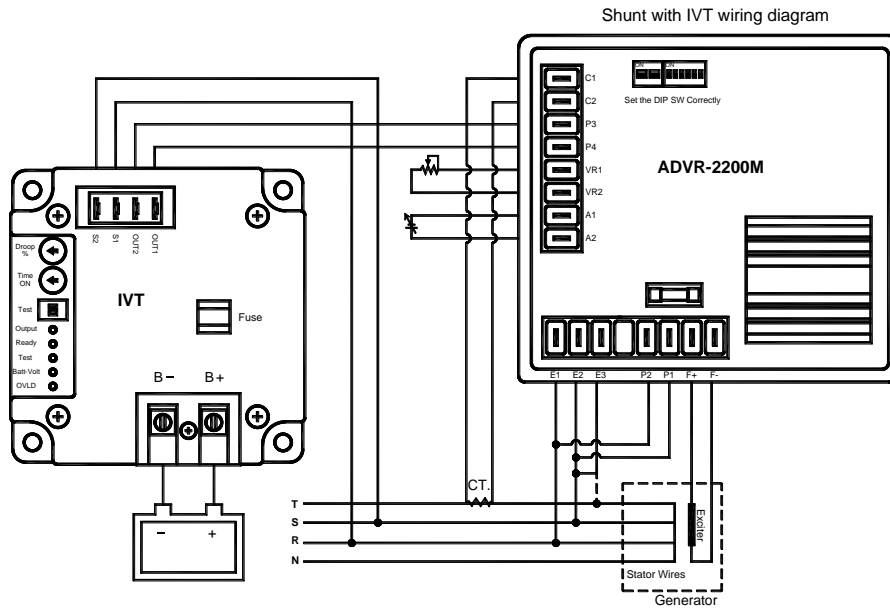 Shunt with IVT wiring diagram
ON ON
Set the DIP SW Correctly
C1
C2
P3
P4
VR1
VR2
A1
A2
ADVR-2200M
E1 E2 E3 P2 P1 F+ F-
S2 S1 OUT2 OUT1
Droop
%
Time
ON
Test
Output
Ready
Test
Batt-Volt
OVLD
IVT
Fuse
B- B+
- +
CT.
T
S
R
N
Exciter
Stator Wires
Generator